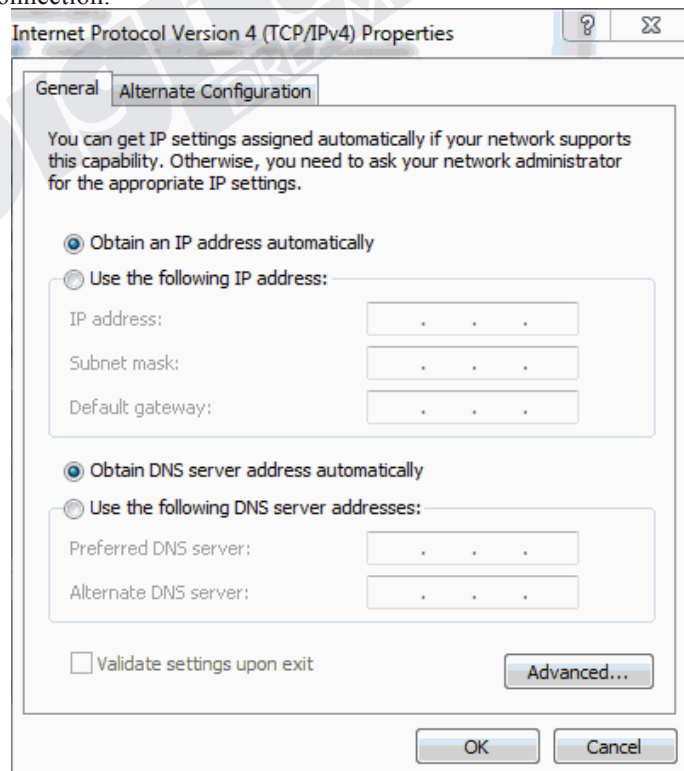 Internet Protocol Version 4 (TCP/IPv4) Properties
General
Alternate Configuration
You can get IP settings assigned automatically if your network supports
this capability. Otherwise, you need to ask your network administrator
for the appropriate IP settings.
Obtain an IP address automatically
Use the following IP address:
IP address:
Subnet mask:
Default gateway:
Obtain DNS server address automatically
Use the following DNS server addresses:
Preferred DNS server:
Alternate DNS server:
Validate settings upon exit
Advanced...
OK
Cancel